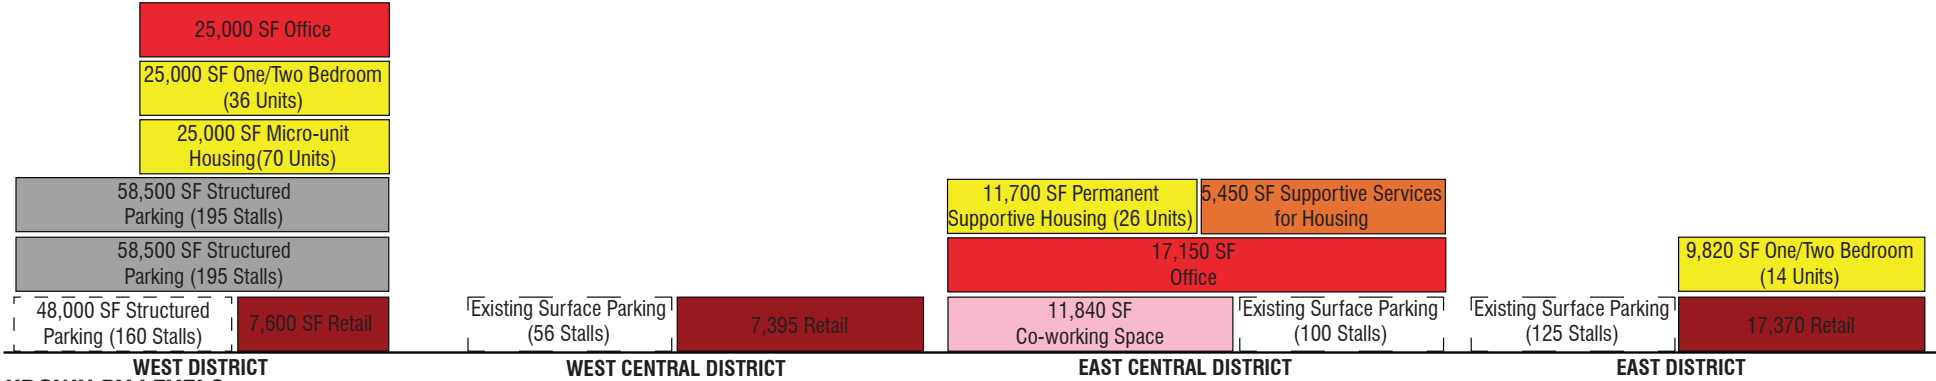 25,000 SF Office
25,000 SF One/Two Bedroom
(36 Units)
25,000 SF Micro-unit
Housing(70 Units)
58,500 SF Structured
Parking (195 Stalls)
58,500 SF Structured
Parking (195 Stalls)
48,000 SF Structured
Parking (160 Stalls)
7,600 SF Retail
WEST DISTRICT
Existing Surface Parking
(56 Stalls)
7,395 Retail
WEST CENTRAL DISTRICT
11,700 SF Permanent
Supportive Housing (26 Units)
5,450 SF Supportive Services
for Housing
17,150 SF
Office
11,840 SF
Co-working Space
Existing Surface Parking
(100 Stalls)
EAST CENTRAL DISTRICT
9,820 SF One/Two Bedroom
(14 Units)
Existing Surface Parking
(125 Stalls)
17,370 Retail
EAST DISTRICT